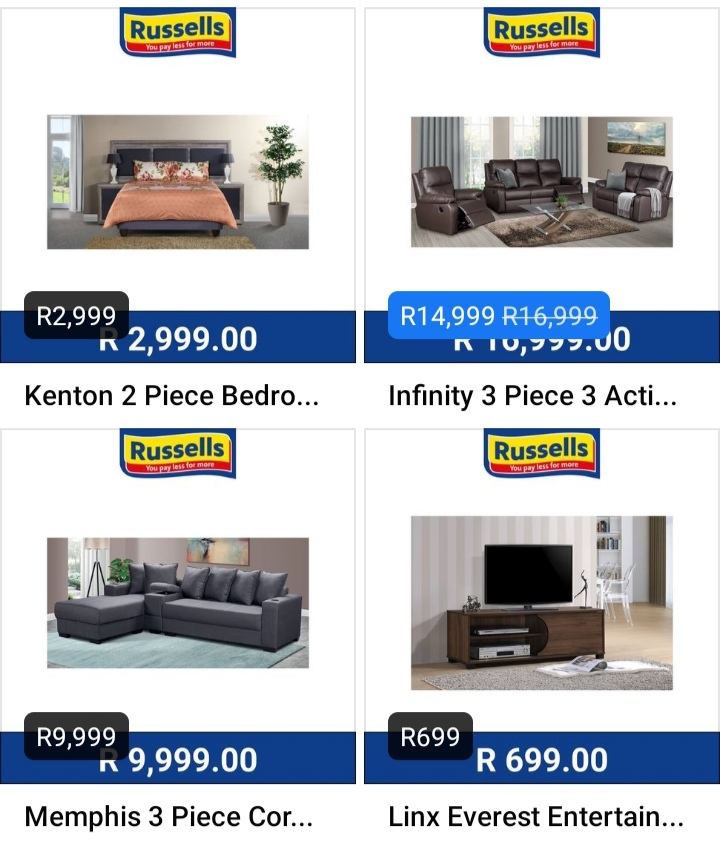 Russells
You pay less for more
Russells
You pay less for more
R2,999
R 2,999.00
R14,999 R16,999
R 16,999.00
Kenton 2 Piece Bedro...
Infinity 3 Piece 3 Acti...
Russells
You pay less for more
Russells
You pay less for more
R9,999
R 9,999.00
R699
R 699.00
Memphis 3 Piece Cor...
Linx Everest Entertain...